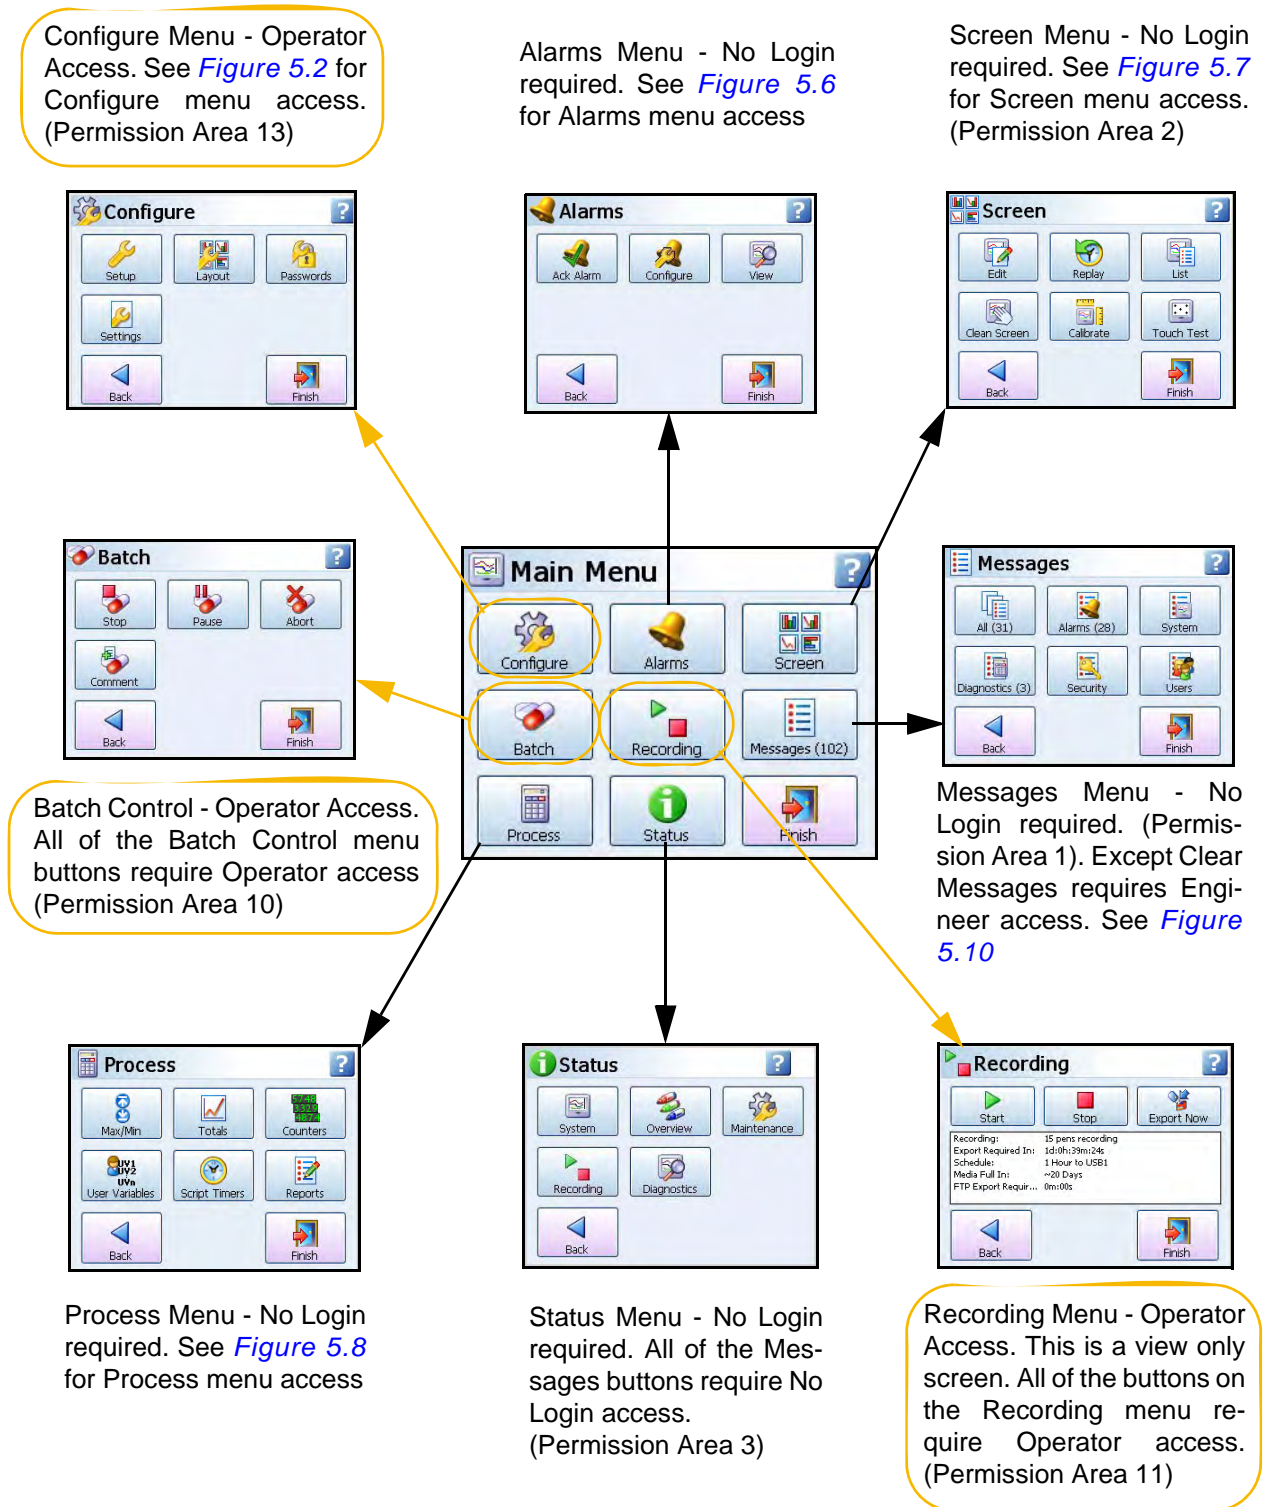 Configure Menu - Operator
Access. See Figure 5.2 for
Configure menu access.
(Permission Area 13)
Alarms Menu - No Login
required. See Figure 5.6
for Alarms menu access
Screen Menu - No Login
required. See Figure 5.7
for Screen menu access.
(Permission Area 2)
Configure ?
Setup Layout Passwords
Settings
Back Finish
Alarms ?
Ack Alarm Configure View
Back Finish
Screen ?
Edit Replay List
Clean Screen Calibrate Touch Test
Back Finish
Batch ?
Stop Pause Abort
Comment
Back Finish
Main Menu ?
Configure Alarms Screen
Batch Recording Messages (102)
Process Status Finish
Messages ?
All (31) Alarms (28) System
Diagnostics (3) Security Users
Back Finish
Batch Control - Operator Access.
All of the Batch Control menu
buttons require Operator access
(Permission Area 10)
Messages Menu - No
Login required. (Permis-
sion Area 1). Except Clear
Messages requires Engi-
neer access. See Figure
5.10
Process ?
Max/Min Totals Counters
UV1
UV2
UVn
User Variables Script Timers Reports
Back Finish
Status ?
System Overview Maintenance
Recording Diagnostics
Back
Recording ?
Start Stop Export Now
Recording: 15 pens recording
Export Required In: 1d:0h:39m:24s
Schedule: 1 Hour to USB1
Media Full In: ~20 Days
FTP Export Requir... 0m:00s
Back Finish
Process Menu - No Login
required. See Figure 5.8
for Process menu access
Status Menu - No Login
required. All of the Mes-
sages buttons require No
Login access.
(Permission Area 3)
Recording Menu - Operator
Access. This is a view only
screen. All of the buttons on
the Recording menu re-
quire Operator access.
(Permission Area 11)